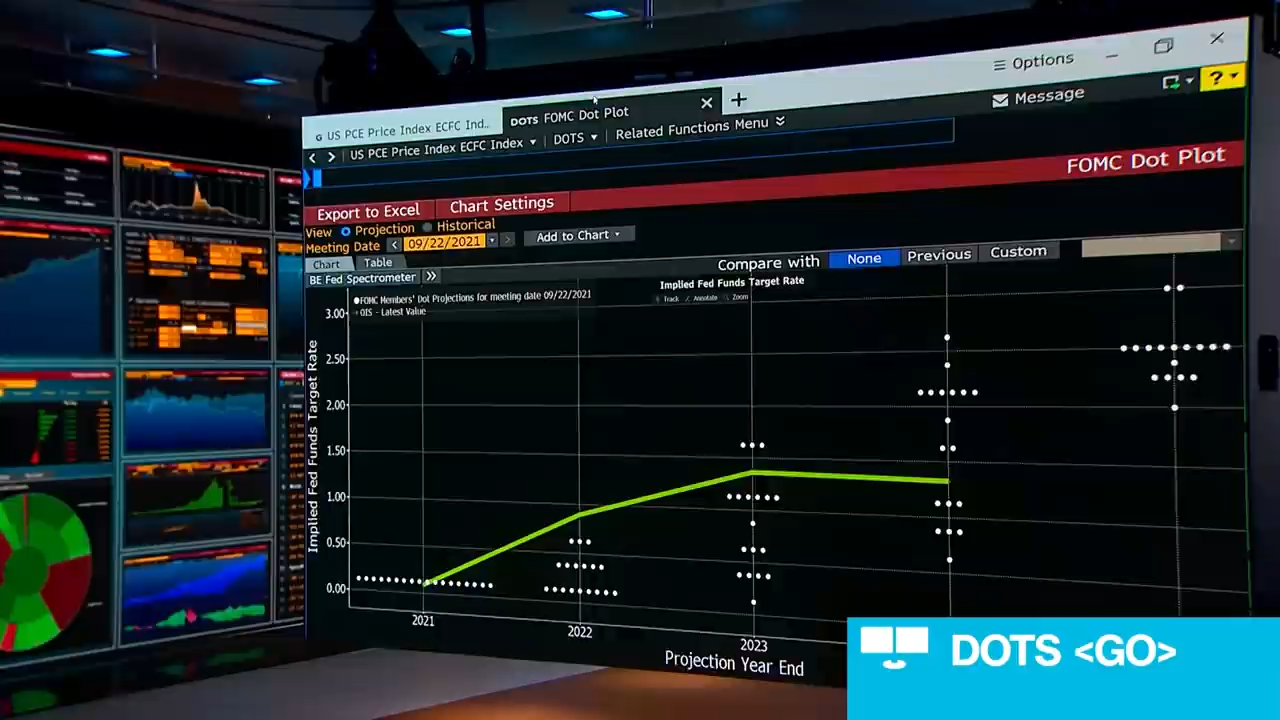 Options
US PCE Price Index ECFC Ind..
DOTS FOMC Dot Plot
Message
US PCE Price Index ECFC Index
DOTS
Related Functions Menu
FOMC Dot Plot
Export to Excel
Chart Settings
View
Projection
Historical
Meeting Date
09/22/2021
Add to Chart
Chart
Table
Compare with
None
Previous
Custom
BE Fed Spectrometer
Implied Fed Funds Target Rate
Track
Annotate
Zoom
FOMC Members' Dot Projections for meeting date 09/22/2021
OIS - Latest Value
Implied Fed Funds Target Rate
3.00
2.50
2.00
1.50
1.00
0.50
0.00
2021
2022
2023
Projection Year End
DOTS <GO>